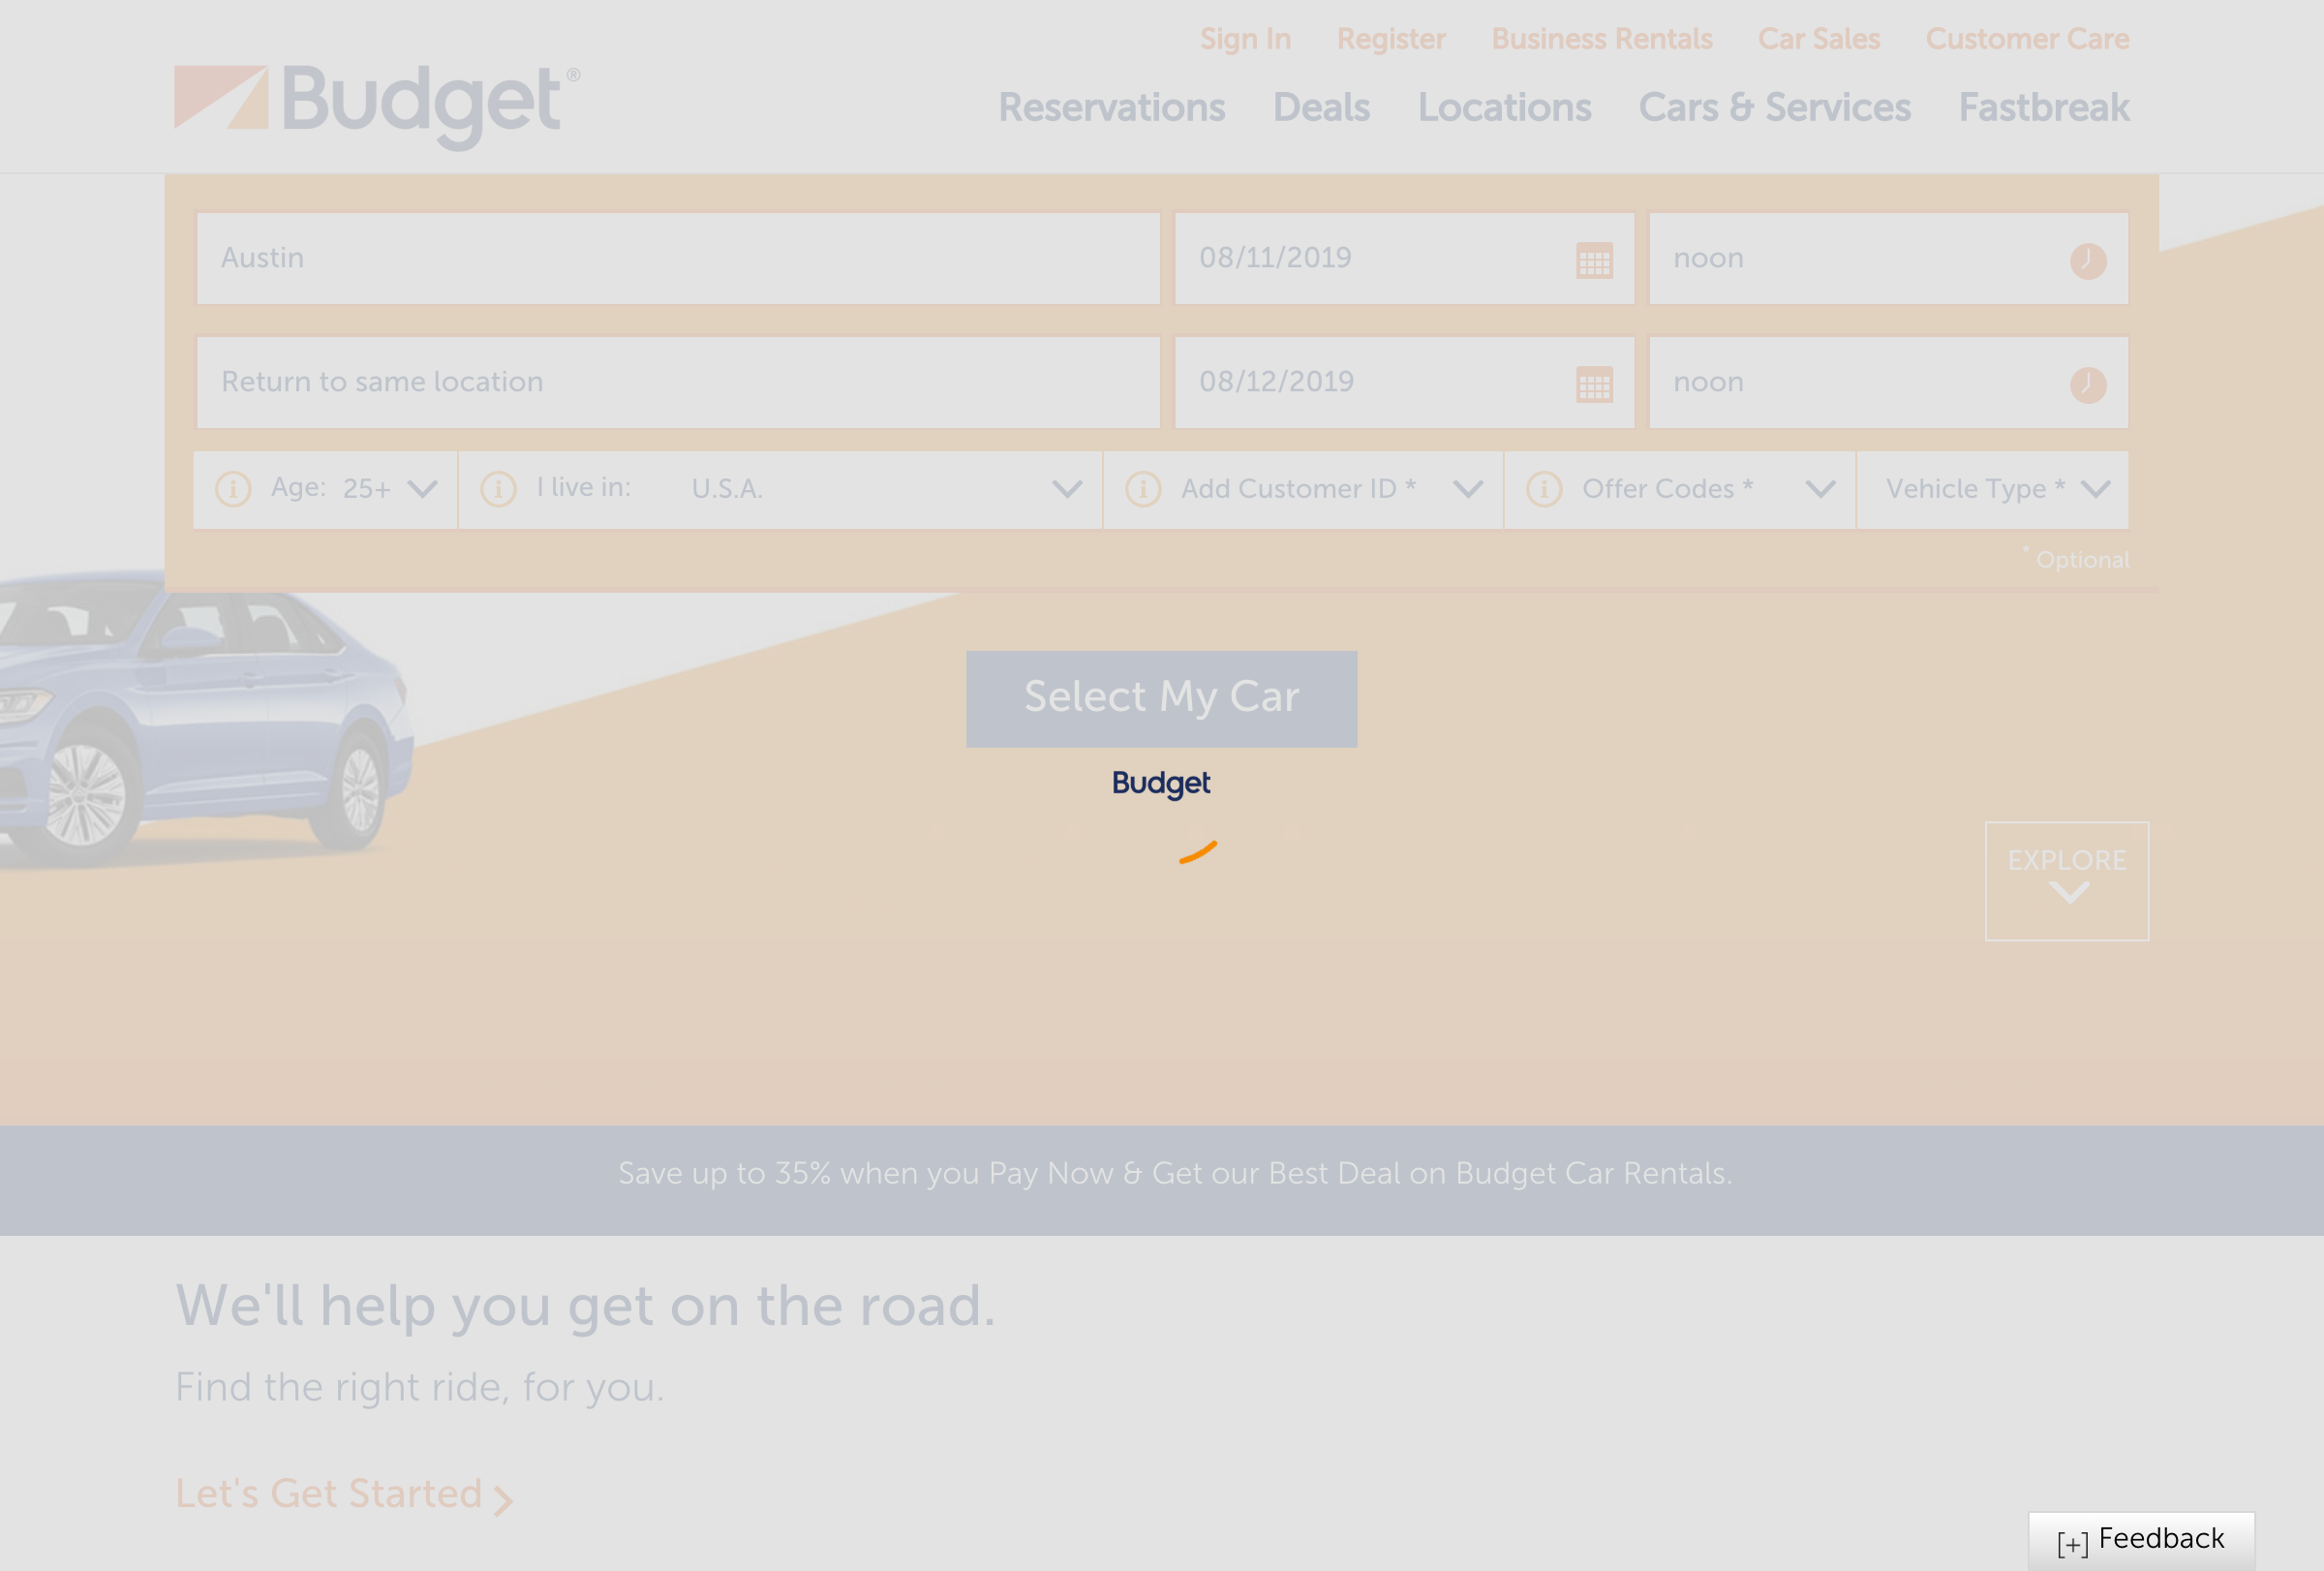 Sign In Register Business Rentals Car Sales Customer Care
Budget®
Reservations Deals Locations Cars & Services Fastbreak
Austin 08/11/2019 noon
Return to same location 08/12/2019 noon
Age: 25+ I live in: U.S.A. Add Customer ID * Offer Codes * Vehicle Type *
* Optional
Select My Car
Budget
EXPLORE
Save up to 35% when you Pay Now & Get our Best Deal on Budget Car Rentals.
We'll help you get on the road.
Find the right ride, for you.
Let's Get Started
[+] Feedback